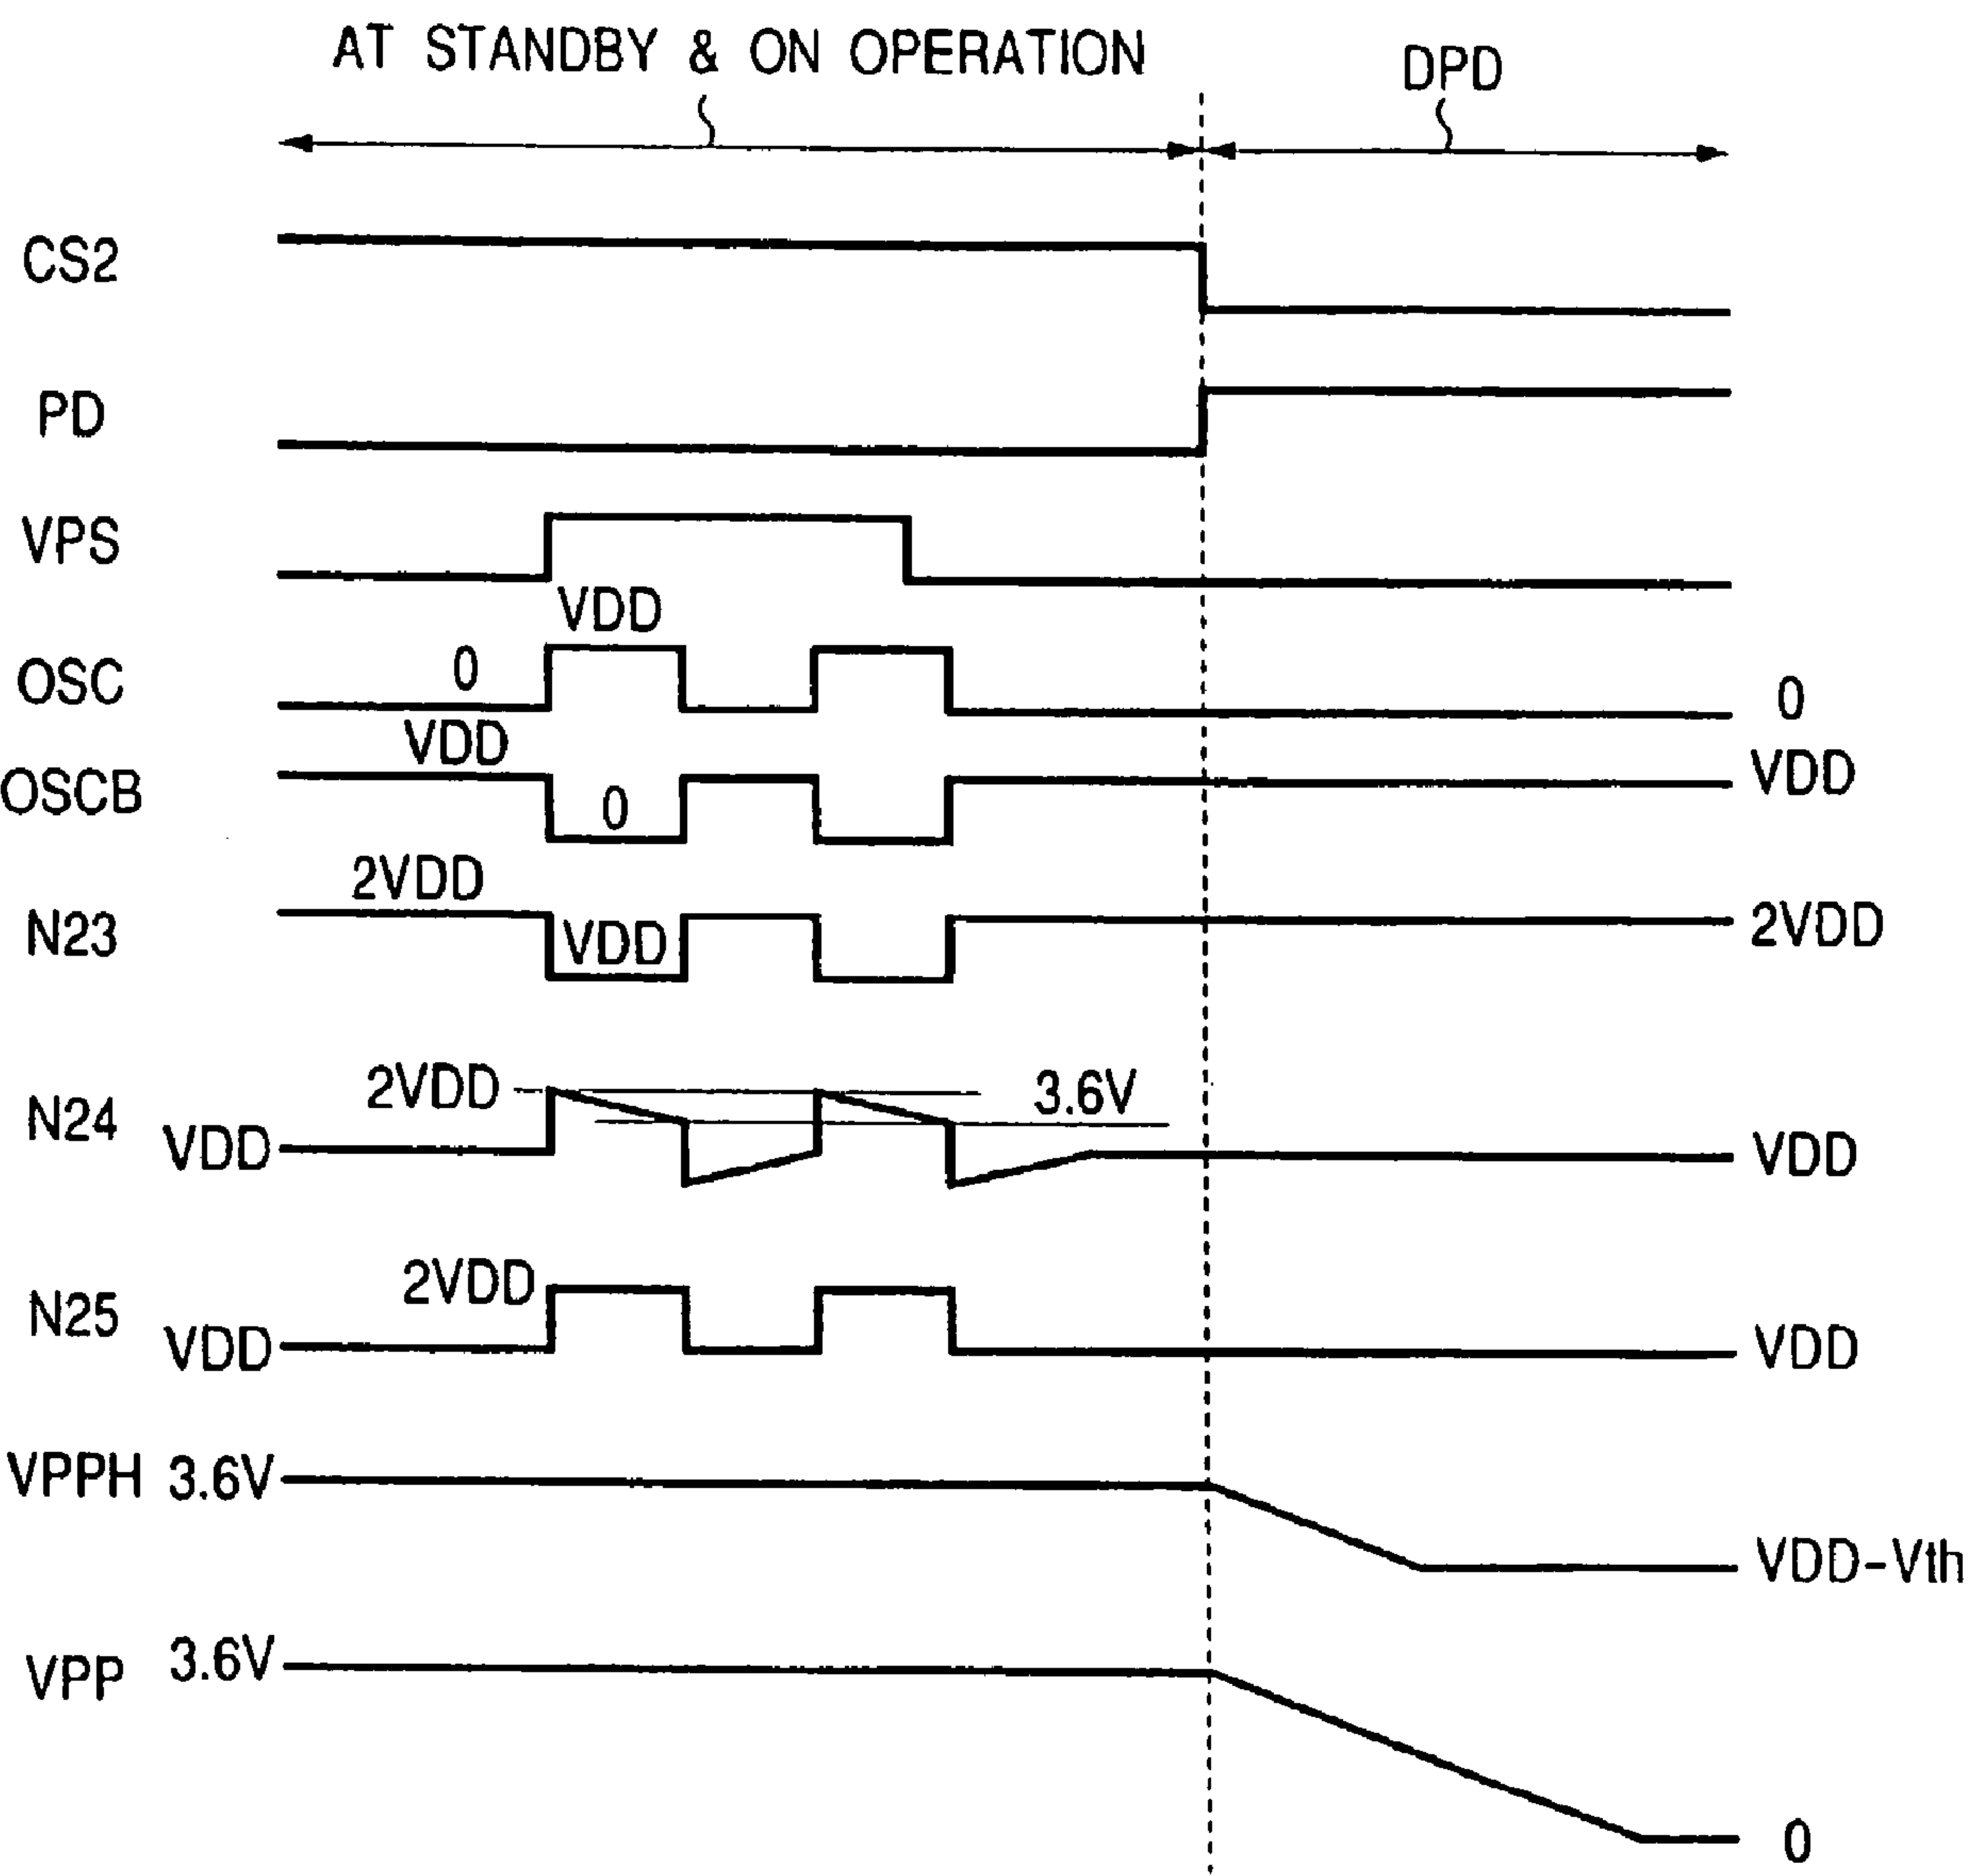 AT STANDBY & ON OPERATION
DPD
CS2
PD
VPS
VDD
OSC 0 0
VDD
OSCB 0 VDD
2VDD
N23 VDD 2VDD
2VDD 3.6V
N24 VDD VDD
2VDD
N25 VDD VDD
VPPH 3.6V
VDD-Vth
VPP 3.6V
0